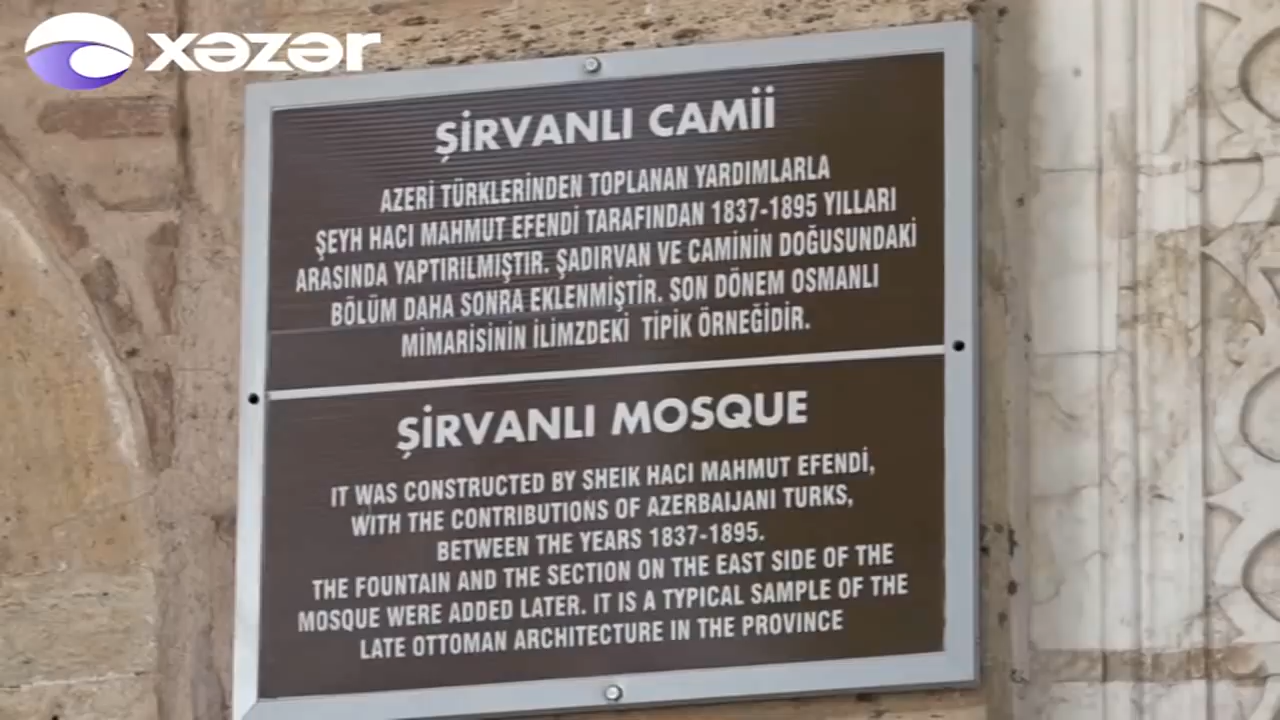 xəzər
ŞİRVANLI CAMİİ
AZERİ TÜRKLERİNDEN TOPLANAN YARDIMLARLA
ŞEYH HACI MAHMUT EFENDİ TARAFINDAN 1837-1895 YILLARI
ARASINDA YAPTIRILMIŞTIR. ŞADIRVAN VE CAMİNİN DOĞUSUNDAKİ
BÖLÜM DAHA SONRA EKLENMİŞTİR. SON DÖNEM OSMANLI
MİMARİSİNİN İLİMZDEKİ TİPİK ÖRNEĞİDİR.
ŞİRVANLI MOSQUE
IT WAS CONSTRUCTED BY SHEIK HACI MAHMUT EFENDİ,
WITH THE CONTRIBUTIONS OF AZERBAIJANI TURKS,
BETWEEN THE YEARS 1837-1895.
THE FOUNTAIN AND THE SECTION ON THE EAST SIDE OF THE
MOSQUE WERE ADDED LATER. IT IS A TYPICAL SAMPLE OF THE
LATE OTTOMAN ARCHITECTURE IN THE PROVINCE